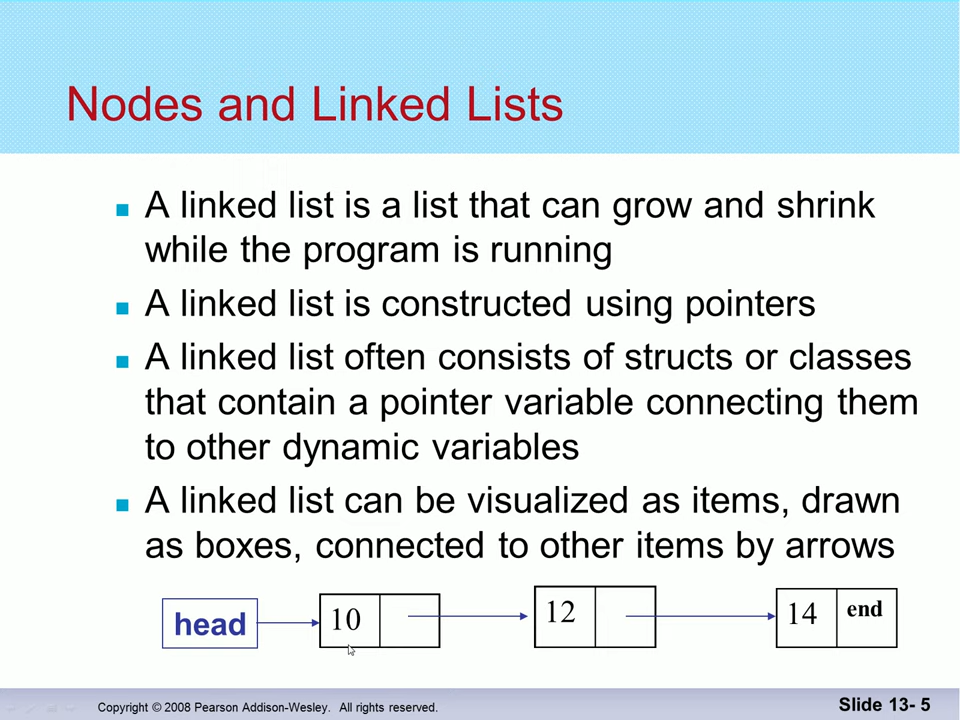 Nodes and Linked Lists
A linked list is a list that can grow and shrink
while the program is running
A linked list is constructed using pointers
A linked list often consists of structs or classes
that contain a pointer variable connecting them
to other dynamic variables
A linked list can be visualized as items, drawn
as boxes, connected to other items by arrows
head 10 12 14 end
Copyright © 2008 Pearson Addison-Wesley. All rights reserved. Slide 13- 5